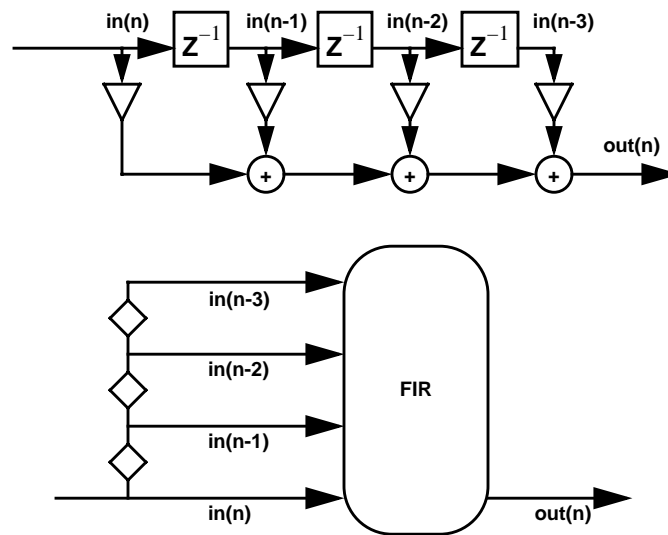 in(n) in(n-1) in(n-2) in(n-3)
Z⁻¹ Z⁻¹ Z⁻¹
out(n)
+ + +
in(n-3)
in(n-2)
FIR
in(n-1)
in(n) out(n)